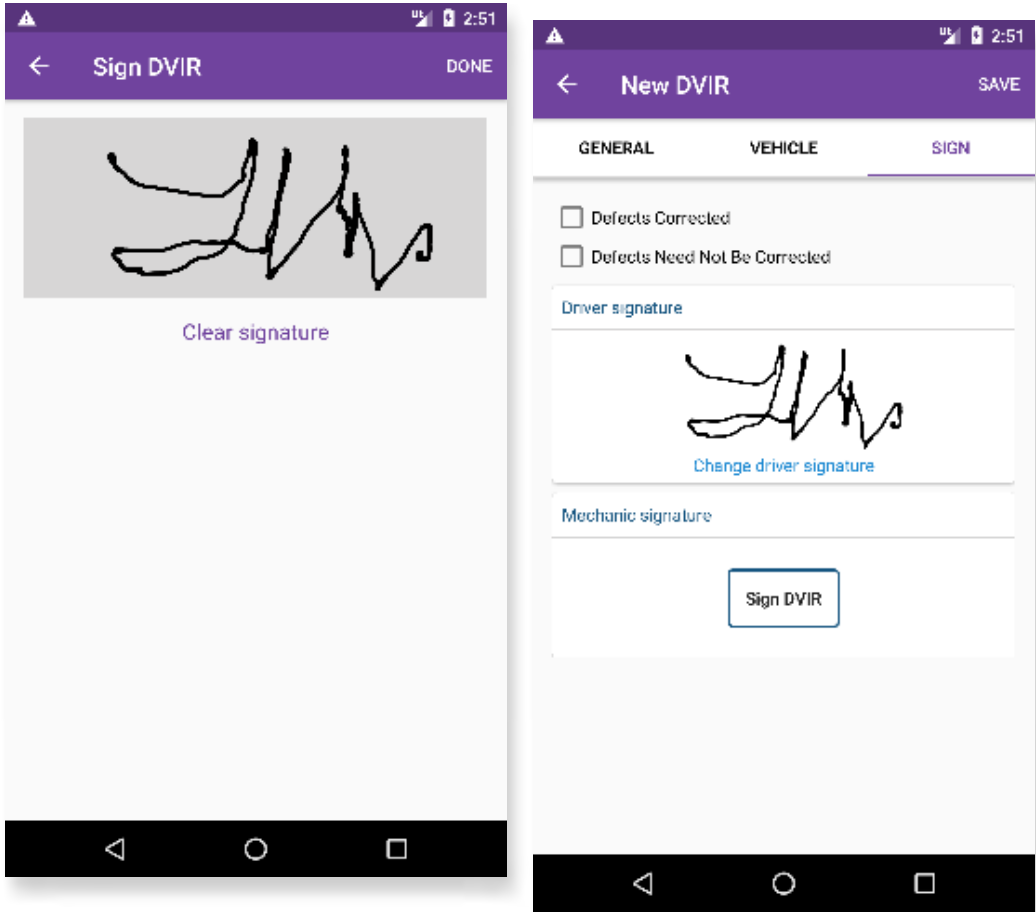 2:51
Sign DVIR DONE
Clear signature
2:51
New DVIR SAVE
GENERAL VEHICLE SIGN
Defects Corrected
Defects Need Not Be Corrected
Driver signature
Change driver signature
Mechanic signature
Sign DVIR